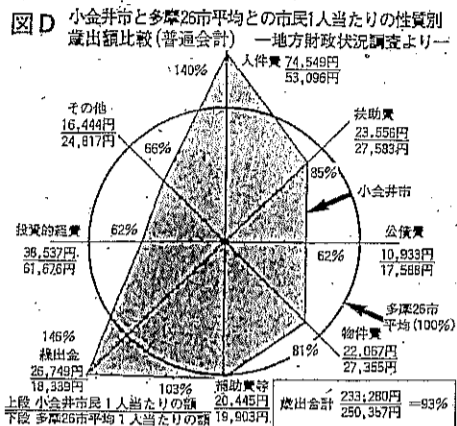 図D 小金井市と多摩26市平均との市民1人当たりの性質別
歳出額比較(普通会計) ―地方財政状況調査より―
140%
人件費 74,549円
53,096円
その他
16,444円
24,817円
66%
扶助費
23,556円
27,583円
85%
小金井市
投資的経費
62%
38,537円
61,676円
公債費
62%
10,933円
17,588円
多摩26市
平均(100%)
146%
繰出金
26,749円
18,339円
物件費
81%
22,067円
27,355円
103%
補助費等
20,445円
19,903円
上段 小金井市民1人当たりの額
下段 多摩26市平均1人当たりの額
歳出合計 233,280円
250,357円
=93%